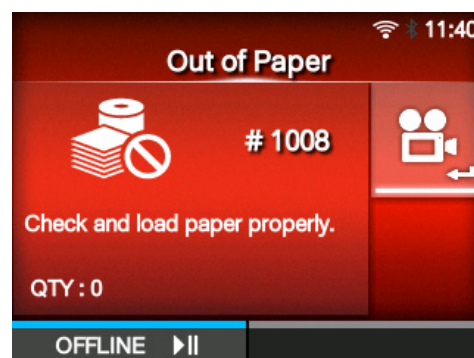 11:40
Out of Paper
# 1008
Check and load paper properly.
QTY : 0
OFFLINE